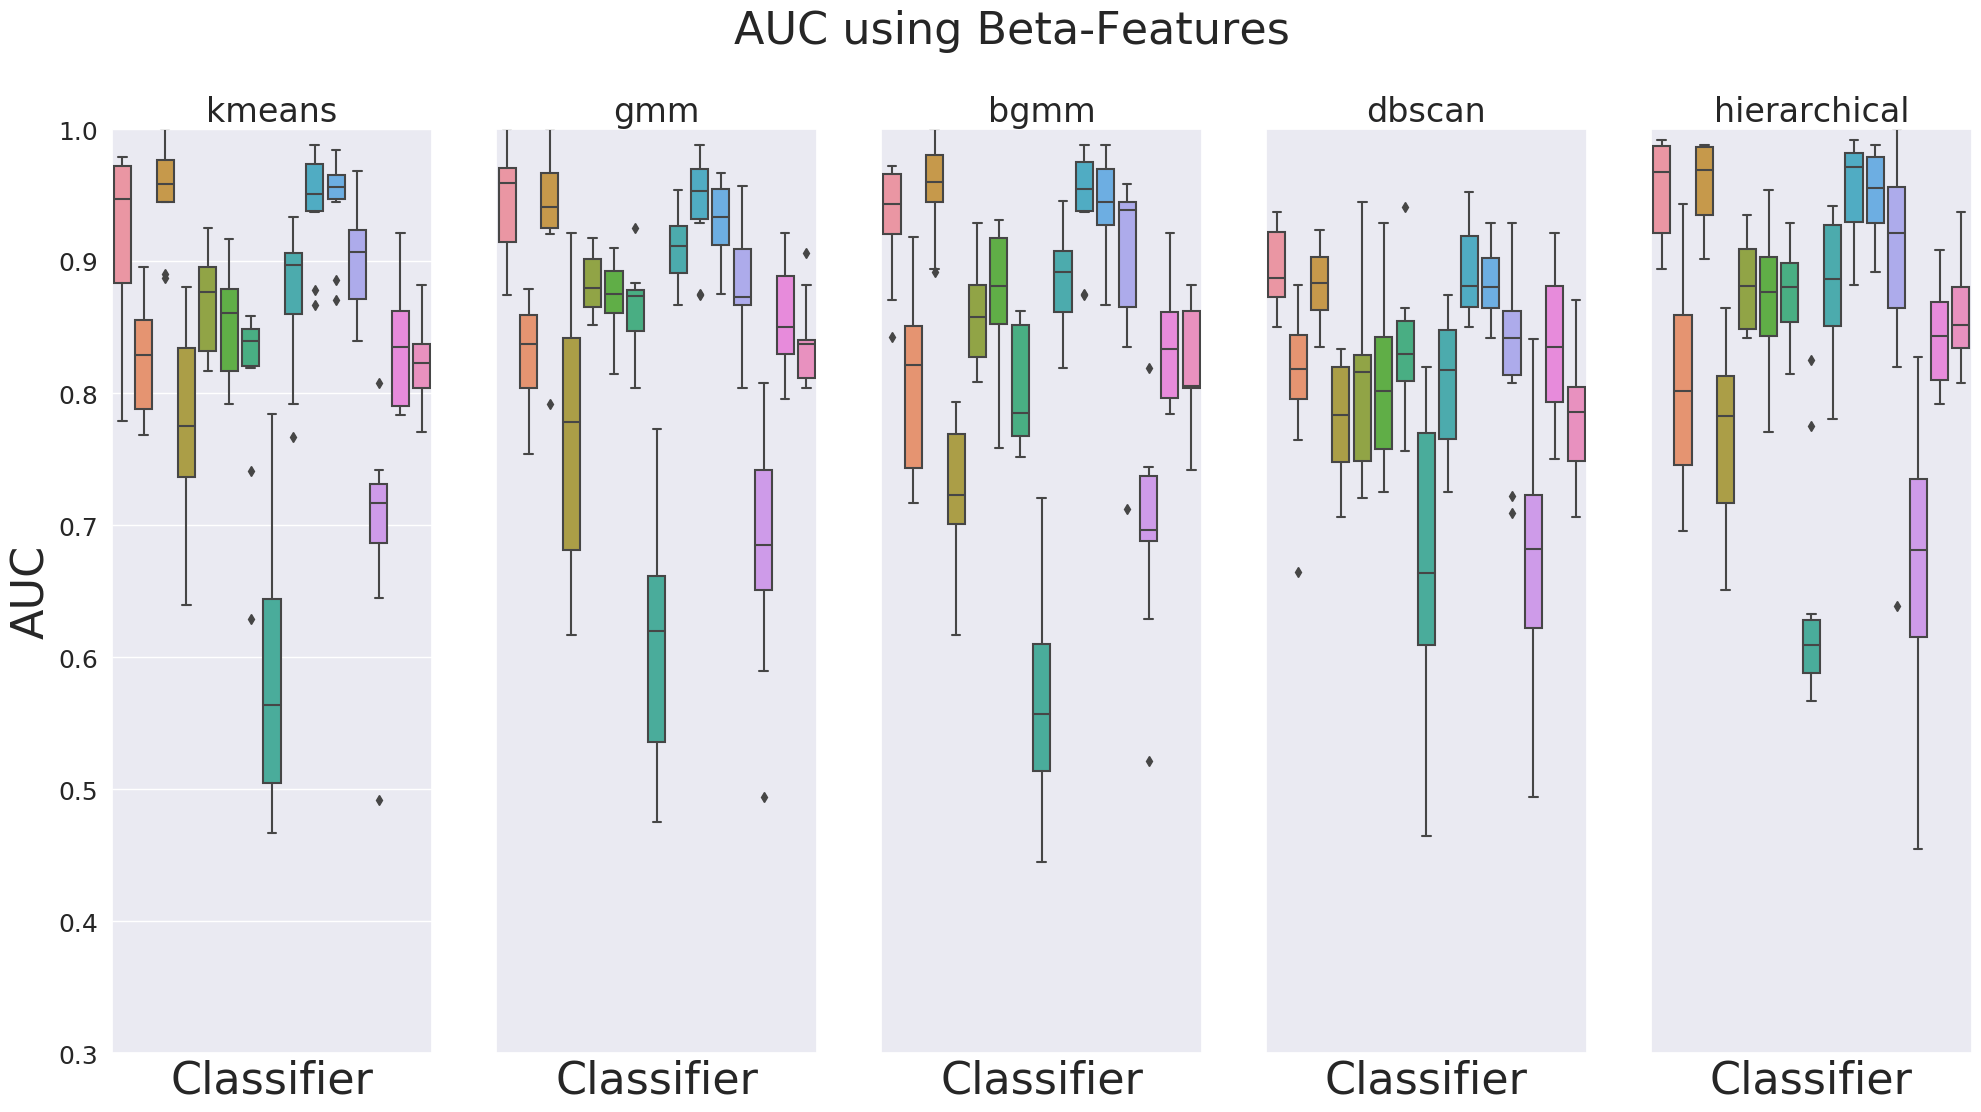 AUC using Beta-Features
kmeans
gmm
bgmm
dbscan
hierarchical
1.0
0.9
0.8
0.7
0.6
0.5
0.4
0.3
AUC
Classifier
Classifier
Classifier
Classifier
Classifier